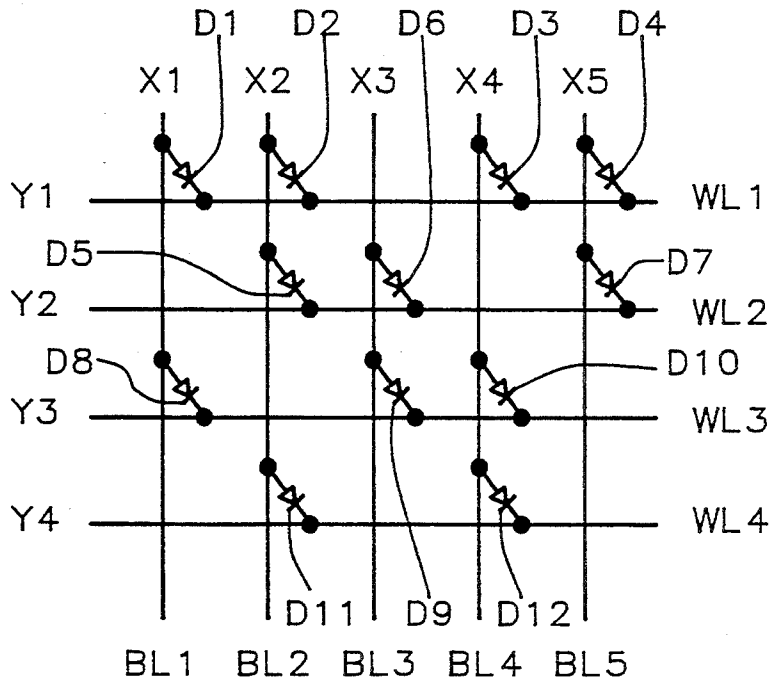 D1 D2 D6 D3 D4
X1 X2 X3 X4 X5
Y1 WL1
D5 D7
Y2 WL2
D8 D10
Y3 WL3
Y4 WL4
D11 D9 D12
BL1 BL2 BL3 BL4 BL5